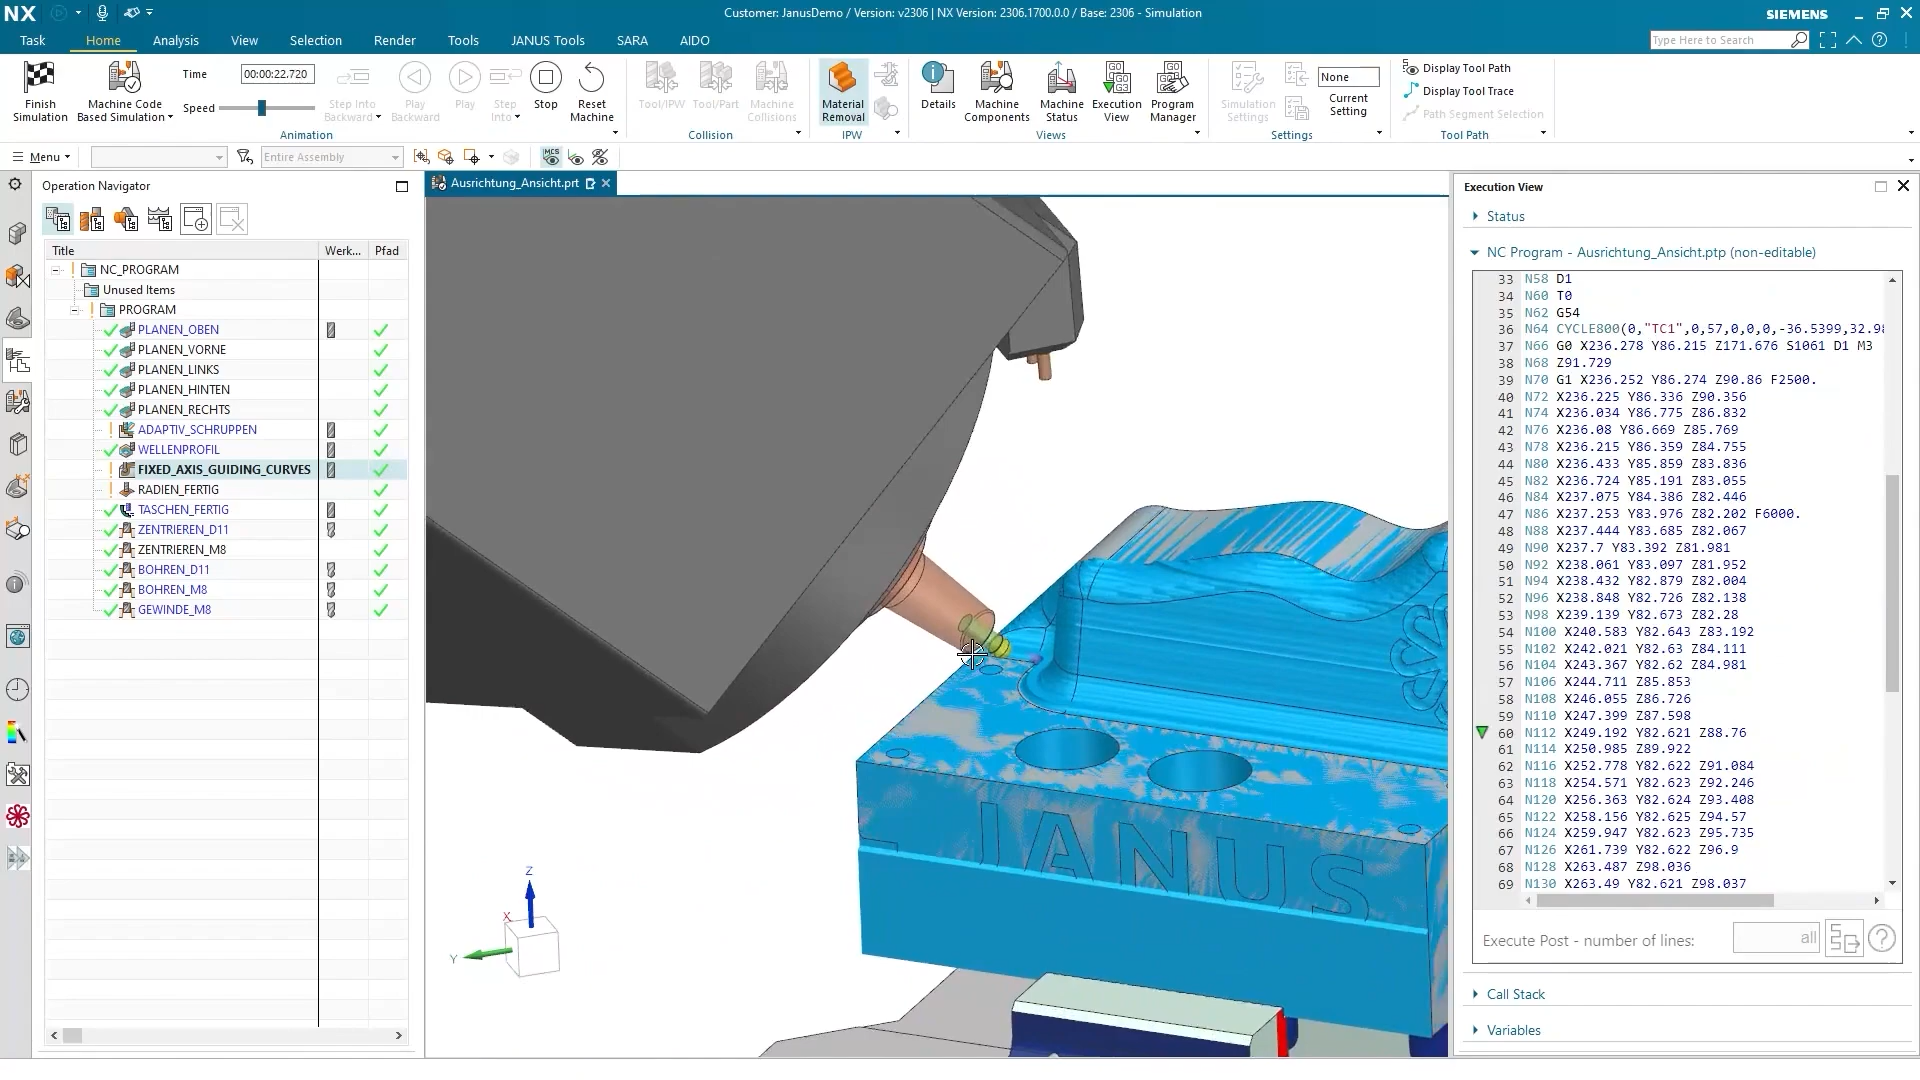 NX
Customer: JanusDemo / Version: v2306 | NX Version: 2306.1700.0.0 / Base: 2306 - Simulation
SIEMENS
Task Home Analysis View Selection Render Tools JANUS Tools SARA AIDO
Type Here to Search
Finish Simulation
Machine Code Based Simulation
Time 00:00:22.720
Speed
Step Into Backward
Play Backward
Play
Step Into
Stop
Reset Machine
Animation
Tool/IPW
Tool/Part
Machine Collisions
Collision
Material Removal
IPW
Details
Machine Components
Machine Status
Execution View
Program Manager
Views
Simulation Settings
None
Current Setting
Settings
Display Tool Path
Display Tool Trace
Path Segment Selection
Tool Path
Menu
Entire Assembly
MCS
Operation Navigator
Title Werk... Pfad
NC_PROGRAM
Unused Items
PROGRAM
PLANEN_OBEN
PLANEN_VORNE
PLANEN_LINKS
PLANEN_HINTEN
PLANEN_RECHTS
ADAPTIV_SCHRUPPEN
WELLENPROFIL
FIXED_AXIS_GUIDING_CURVES
RADIEN_FERTIG
TASCHEN_FERTIG
ZENTRIEREN_D11
ZENTRIEREN_M8
BOHREN_D11
BOHREN_M8
GEWINDE_M8
Ausrichtung_Ansicht.prt
JANUS
Z
X
Y
Execution View
Status
NC Program - Ausrichtung_Ansicht.ptp (non-editable)
33 N58 D1
34 N60 T0
35 N62 G54
36 N64 CYCLE800(0,"TC1",0,57,0,0,0,-36.5399,32.98
37 N66 G0 X236.278 Y86.215 Z171.676 S1061 D1 M3
38 N68 Z91.729
39 N70 G1 X236.252 Y86.274 Z90.86 F2500.
40 N72 X236.225 Y86.336 Z90.356
41 N74 X236.034 Y86.775 Z86.832
42 N76 X236.08 Y86.669 Z85.769
43 N78 X236.215 Y86.359 Z84.755
44 N80 X236.433 Y85.859 Z83.836
45 N82 X236.724 Y85.191 Z83.055
46 N84 X237.075 Y84.386 Z82.446
47 N86 X237.253 Y83.976 Z82.202 F6000.
48 N88 X237.444 Y83.685 Z82.067
49 N90 X237.7 Y83.392 Z81.981
50 N92 X238.061 Y83.097 Z81.952
51 N94 X238.432 Y82.879 Z82.004
52 N96 X238.848 Y82.726 Z82.138
53 N98 X239.139 Y82.673 Z82.28
54 N100 X240.583 Y82.643 Z83.192
55 N102 X242.021 Y82.63 Z84.111
56 N104 X243.367 Y82.62 Z84.981
57 N106 X244.711 Z85.853
58 N108 X246.055 Z86.726
59 N110 X247.399 Z87.598
60 N112 X249.192 Y82.621 Z88.76
61 N114 X250.985 Z89.922
62 N116 X252.778 Y82.622 Z91.084
63 N118 X254.571 Y82.623 Z92.246
64 N120 X256.363 Y82.624 Z93.408
65 N122 X258.156 Y82.625 Z94.57
66 N124 X259.947 Y82.623 Z95.735
67 N126 X261.739 Y82.622 Z96.9
68 N128 X263.487 Z98.036
69 N130 X263.49 Y82.621 Z98.037
Execute Post - number of lines: all
Call Stack
Variables